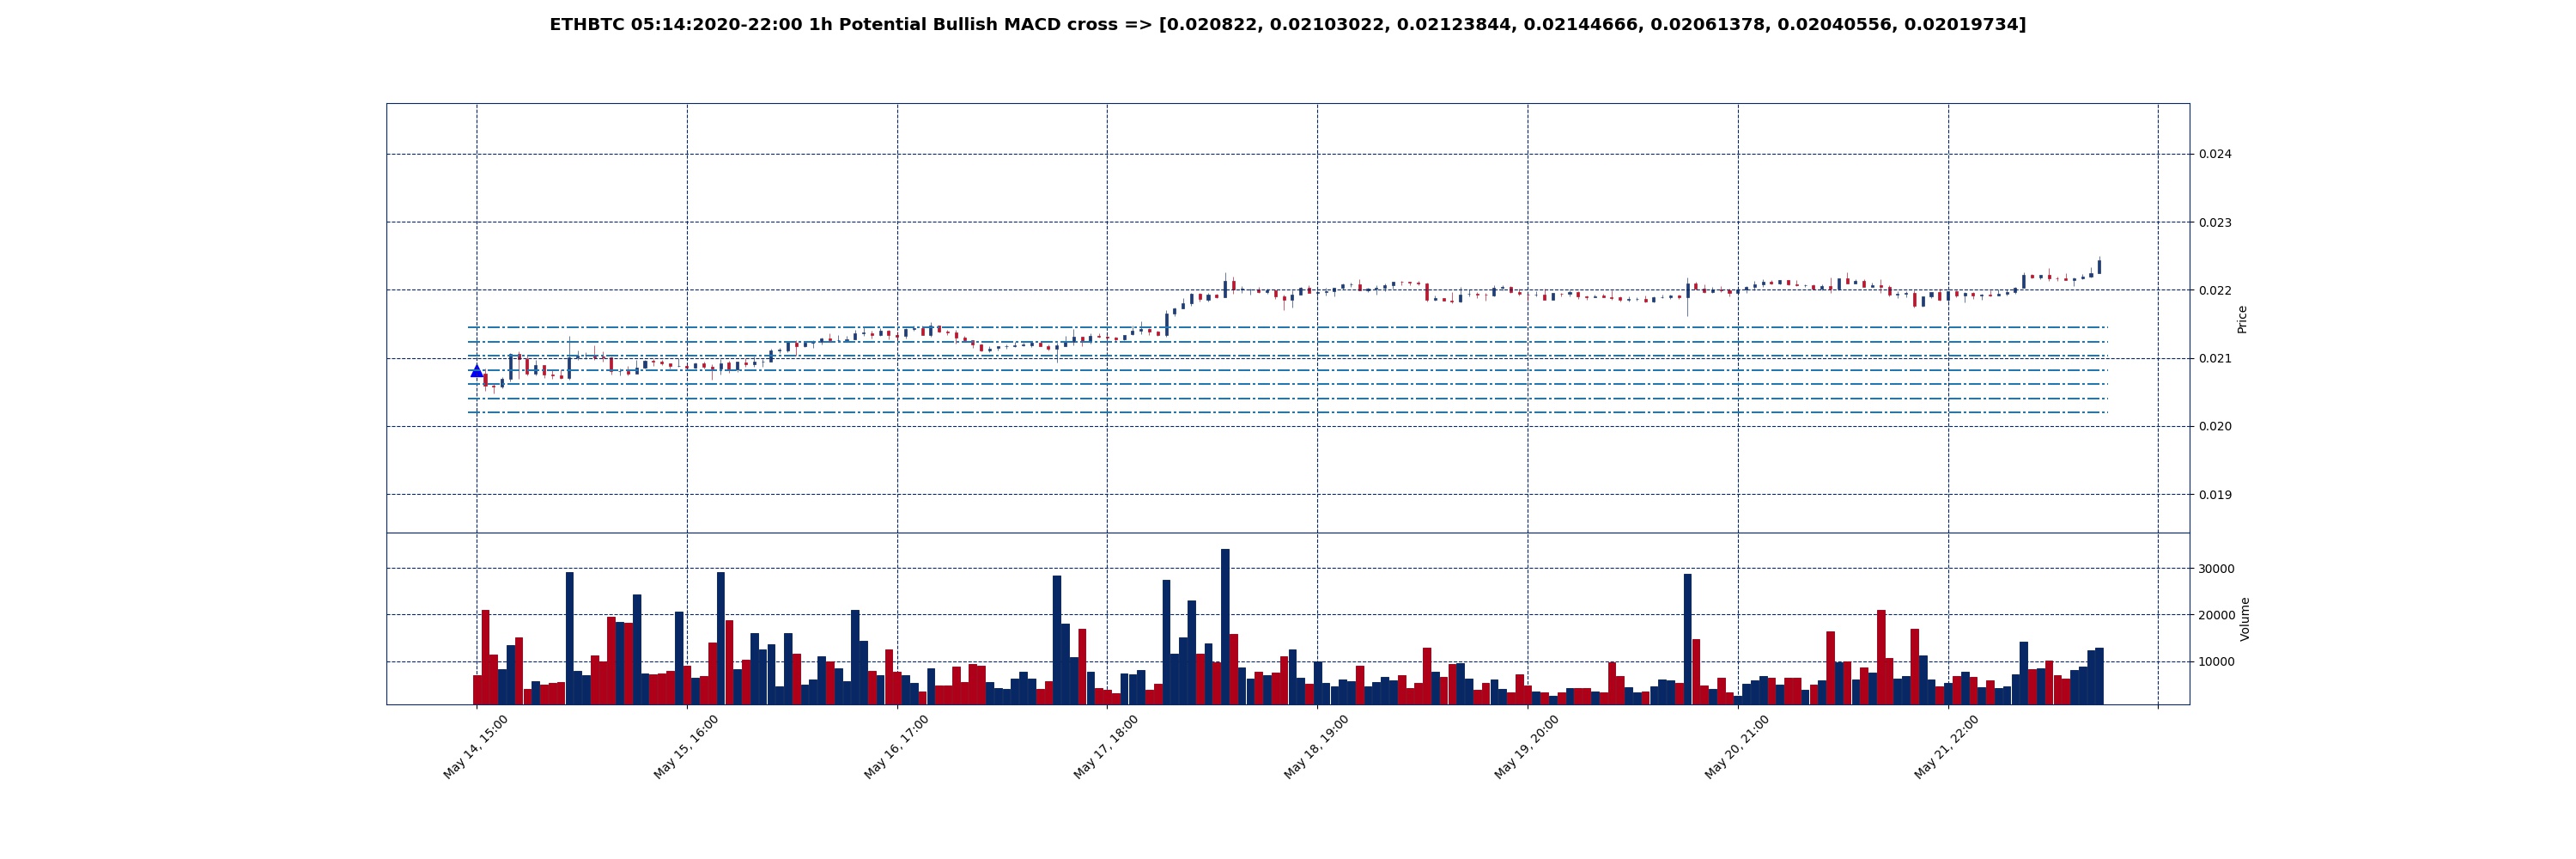 ETHBTC 05:14:2020-22:00 1h Potential Bullish MACD cross => [0.020822, 0.02103022, 0.02123844, 0.02144666, 0.02061378, 0.02040556, 0.02019734]
0.024
0.023
0.022
0.021
0.020
0.019
Price
30000
20000
10000
Volume
May 14, 15:00
May 15, 16:00
May 16, 17:00
May 17, 18:00
May 18, 19:00
May 19, 20:00
May 20, 21:00
May 21, 22:00